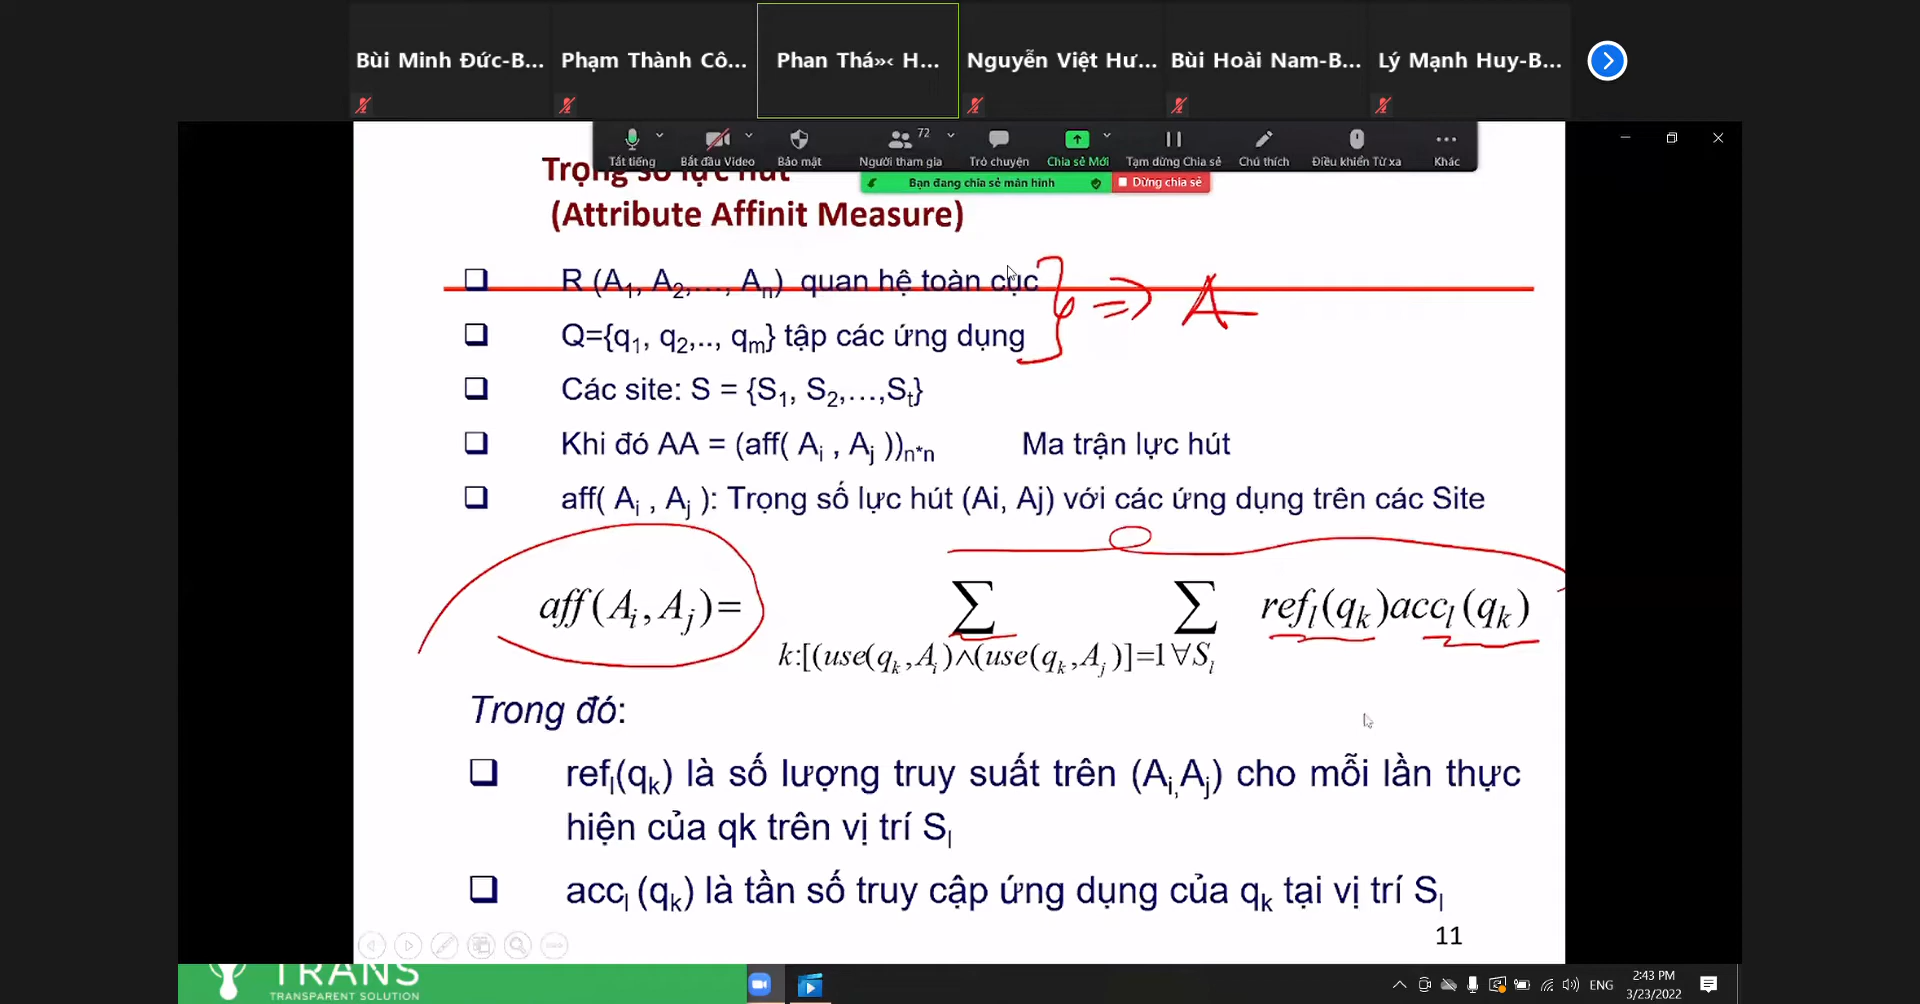 Bùi Minh Đức-B...
Phạm Thành Cô...
Phan Thá»‹ H...
Nguyễn Việt Hư...
Bùi Hoài Nam-B...
Lý Mạnh Huy-B...
72
Tắt tiếng
Bắt đầu Video
Bảo mật
Người tham gia
Trò chuyện
Chia sẻ Mới
Tạm dừng Chia sẻ
Chú thích
Điều khiển Từ xa
Khác
Bạn đang chia sẻ màn hình
Dừng chia sẻ
Trọng số lực hút
(Attribute Affinit Measure)
R (A1, A2,…, An) quan hệ toàn cục
=> A
Q={q1, q2,.., qm} tập các ứng dụng
Các site: S = {S1, S2,…,St}
Khi đó AA = (aff( Ai , Aj ))n*n Ma trận lực hút
aff( Ai , Aj ): Trọng số lực hút (Ai, Aj) với các ứng dụng trên các Site
aff(Ai,Aj)= ∑ ∑ refl(qk)accl(qk)
k:[(use(qk,Ai)∧(use(qk,Aj)]=1∀Sl
Trong đó:
refl(qk) là số lượng truy suất trên (Ai,Aj) cho mỗi lần thực
hiện của qk trên vị trí Sl
accl (qk) là tần số truy cập ứng dụng của qk tại vị trí Sl
11
TRANS
TRANSPARENT SOLUTION
ENG
2:43 PM
3/23/2022